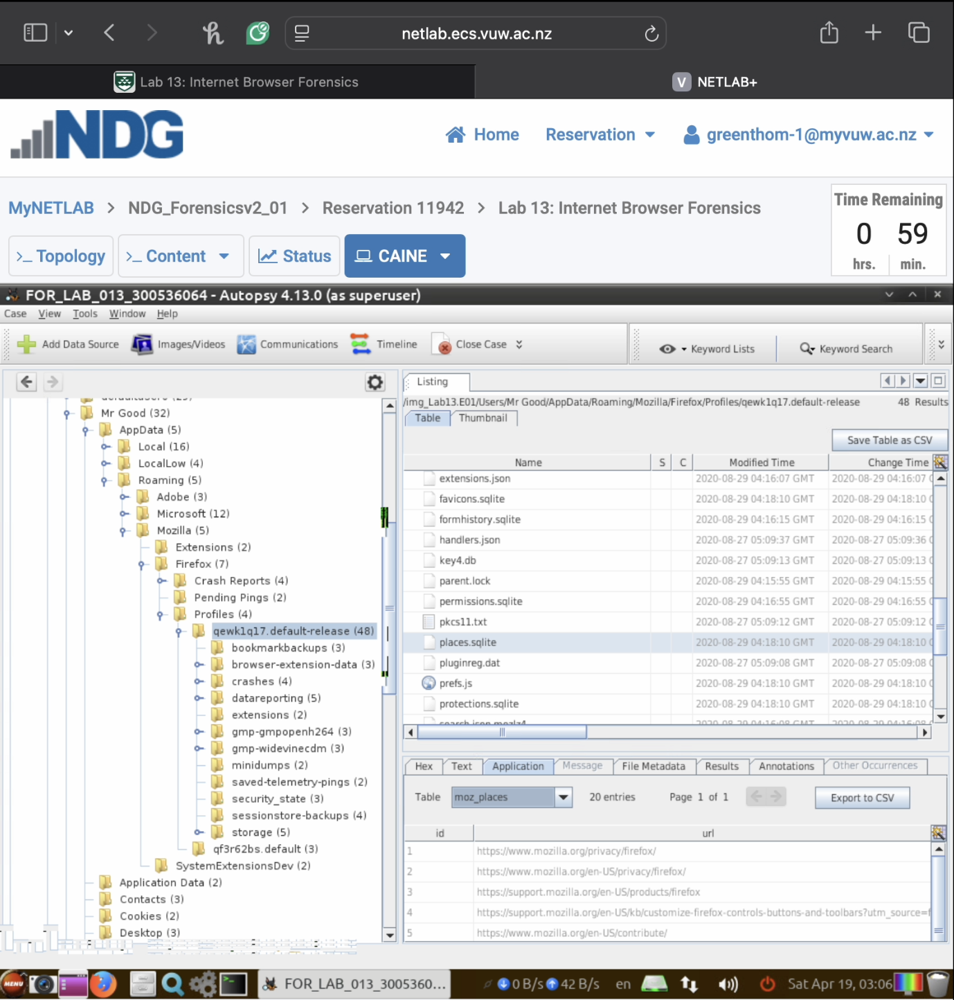 netlab.ecs.vuw.ac.nz
Lab 13: Internet Browser Forensics
V NETLAB+
NDG
Home Reservation greenthom-1@myvuw.ac.nz
MyNETLAB > NDG_Forensicsv2_01 > Reservation 11942 > Lab 13: Internet Browser Forensics
Time Remaining
0 59
hrs. min.
>_ Topology >_ Content Status CAINE
FOR_LAB_013_300536064 - Autopsy 4.13.0 (as superuser)
Case View Tools Window Help
Add Data Source Images/Videos Communications Timeline Close Case Keyword Lists Keyword Search
Listing
/img_Lab13.E01/Users/Mr Good/AppData/Roaming/Mozilla/Firefox/Profiles/qewk1q17.default-release 48 Results
Table Thumbnail
Save Table as CSV
Name S C Modified Time Change Time
extensions.json 2020-08-29 04:16:07 GMT 2020-08-29 04:16:07
favicons.sqlite 2020-08-29 04:18:10 GMT 2020-08-29 04:18:10
formhistory.sqlite 2020-08-29 04:16:15 GMT 2020-08-29 04:16:15
handlers.json 2020-08-27 05:09:37 GMT 2020-08-27 05:09:36
key4.db 2020-08-27 05:09:13 GMT 2020-08-27 05:09:13
parent.lock 2020-08-29 04:15:55 GMT 2020-08-29 04:15:55
permissions.sqlite 2020-08-29 04:16:55 GMT 2020-08-29 04:16:55
pkcs11.txt 2020-08-27 05:09:12 GMT 2020-08-27 05:09:12
places.sqlite 2020-08-29 04:18:10 GMT 2020-08-29 04:18:10
pluginreg.dat 2020-08-27 05:09:08 GMT 2020-08-27 05:09:08
prefs.js 2020-08-29 04:18:10 GMT 2020-08-29 04:18:10
protections.sqlite 2020-08-29 04:18:10 GMT 2020-08-29 04:18:10
Mr Good (32)
AppData (5)
Local (16)
LocalLow (4)
Roaming (5)
Adobe (3)
Microsoft (12)
Mozilla (5)
Extensions (2)
Firefox (7)
Crash Reports (4)
Pending Pings (2)
Profiles (4)
qewk1q17.default-release (48)
bookmarkbackups (3)
browser-extension-data (3)
crashes (4)
datareporting (5)
extensions (2)
gmp-gmpopenh264 (3)
gmp-widevinecdm (3)
minidumps (2)
saved-telemetry-pings (2)
security_state (3)
sessionstore-backups (4)
storage (5)
qf3r62bs.default (3)
SystemExtensionsDev (2)
Application Data (2)
Contacts (3)
Cookies (2)
Desktop (3)
Hex Text Application Message File Metadata Results Annotations Other Occurrences
Table moz_places 20 entries Page 1 of 1 Export to CSV
id url
1 https://www.mozilla.org/privacy/firefox/
2 https://www.mozilla.org/en-US/privacy/firefox/
3 https://support.mozilla.org/en-US/products/firefox
4 https://support.mozilla.org/en-US/kb/customize-firefox-controls-buttons-and-toolbars?utm_source=f
5 https://www.mozilla.org/en-US/contribute/
MENU FOR_LAB_013_3005360... 0 B/s 42 B/s en Sat Apr 19, 03:06